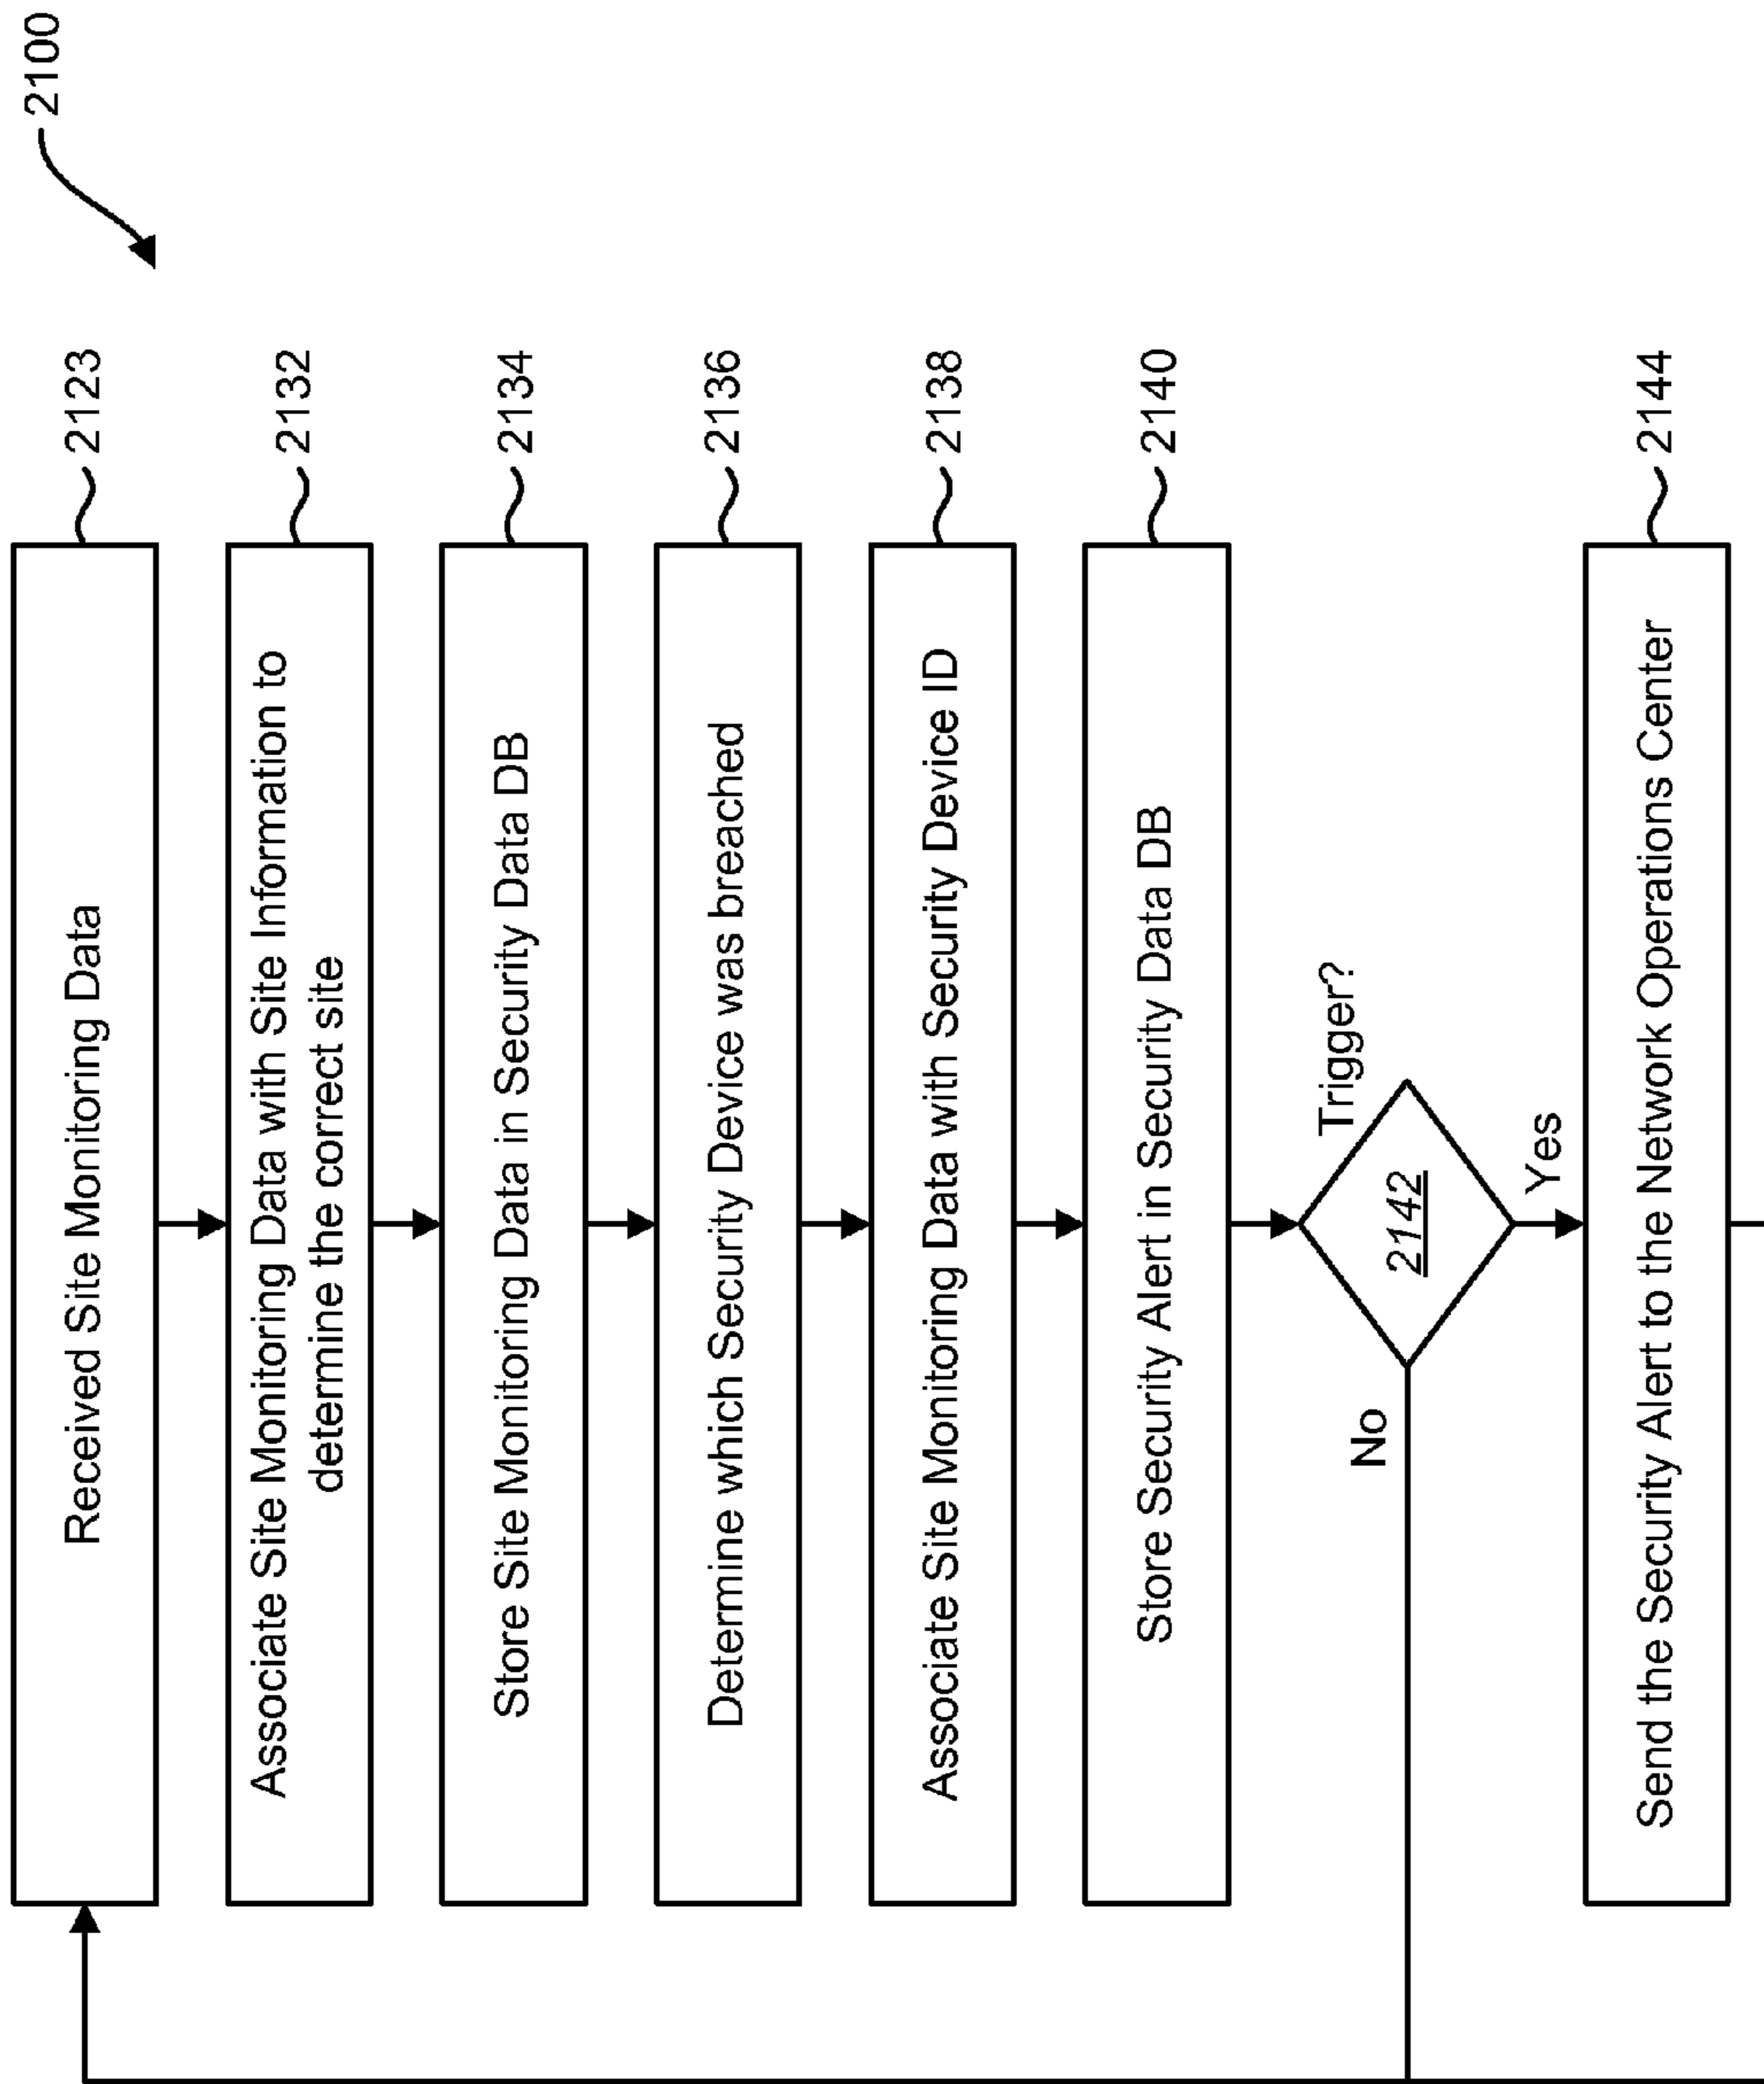 2100
Received Site Monitoring Data
2123
Associate Site Monitoring Data with Site Information to
determine the correct site
2132
Store Site Monitoring Data in Security Data DB
2134
Determine which Security Device was breached
2136
Associate Site Monitoring Data with Security Device ID
2138
Store Security Alert in Security Data DB
2140
Trigger?
2142
No
Yes
Send the Security Alert to the Network Operations Center
2144